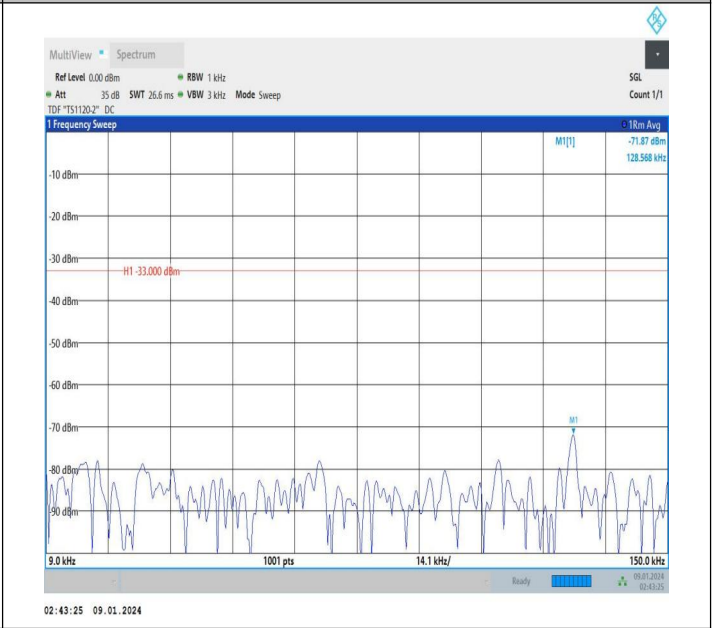 R S
MultiView Spectrum
Ref Level 0.00 dBm RBW 1 kHz SGL
Att 35 dB SWT 26.6 ms VBW 3 kHz Mode Sweep Count 1/1
TDF "TS1120-2" DC
1 Frequency Sweep 1Rm Avg
M1[1] -71.87 dBm
128.568 kHz
-10 dBm
-20 dBm
-30 dBm
H1 -33.000 dBm
-40 dBm
-50 dBm
-60 dBm
-70 dBm
M1
-80 dBm
-90 dBm
9.0 kHz 1001 pts 14.1 kHz/ 150.0 kHz
Ready 09.01.2024
02:43:25
02:43:25 09.01.2024